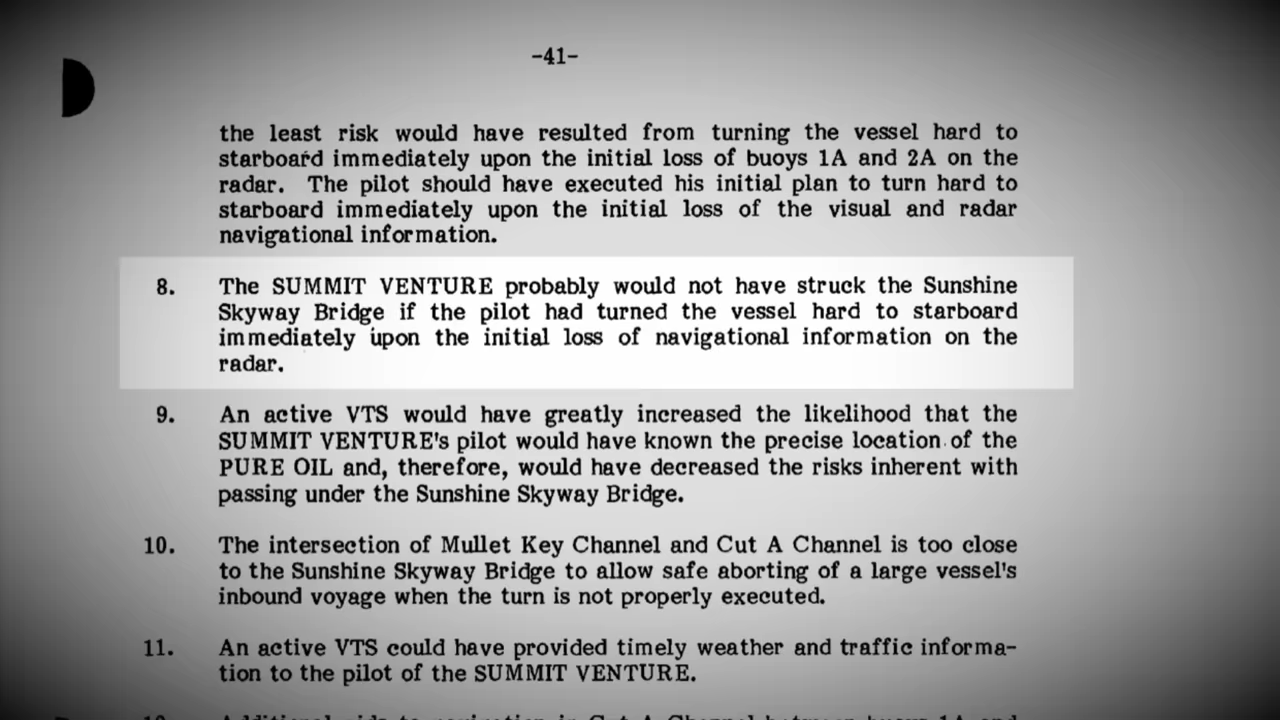 -41-
the least risk would have resulted from turning the vessel hard to
starboard immediately upon the initial loss of buoys 1A and 2A on the
radar. The pilot should have executed his initial plan to turn hard to
starboard immediately upon the initial loss of the visual and radar
navigational information.
8. The SUMMIT VENTURE probably would not have struck the Sunshine
Skyway Bridge if the pilot had turned the vessel hard to starboard
immediately upon the initial loss of navigational information on the
radar.
9. An active VTS would have greatly increased the likelihood that the
SUMMIT VENTURE's pilot would have known the precise location of the
PURE OIL and, therefore, would have decreased the risks inherent with
passing under the Sunshine Skyway Bridge.
10. The intersection of Mullet Key Channel and Cut A Channel is too close
to the Sunshine Skyway Bridge to allow safe aborting of a large vessel's
inbound voyage when the turn is not properly executed.
11. An active VTS could have provided timely weather and traffic informa-
tion to the pilot of the SUMMIT VENTURE.